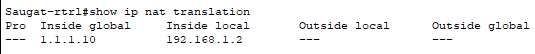 Saugat-rtrl#show ip nat translation
Pro Inside global Inside local Outside local Outside global
--- 1.1.1.10 192.168.1.2 --- ---